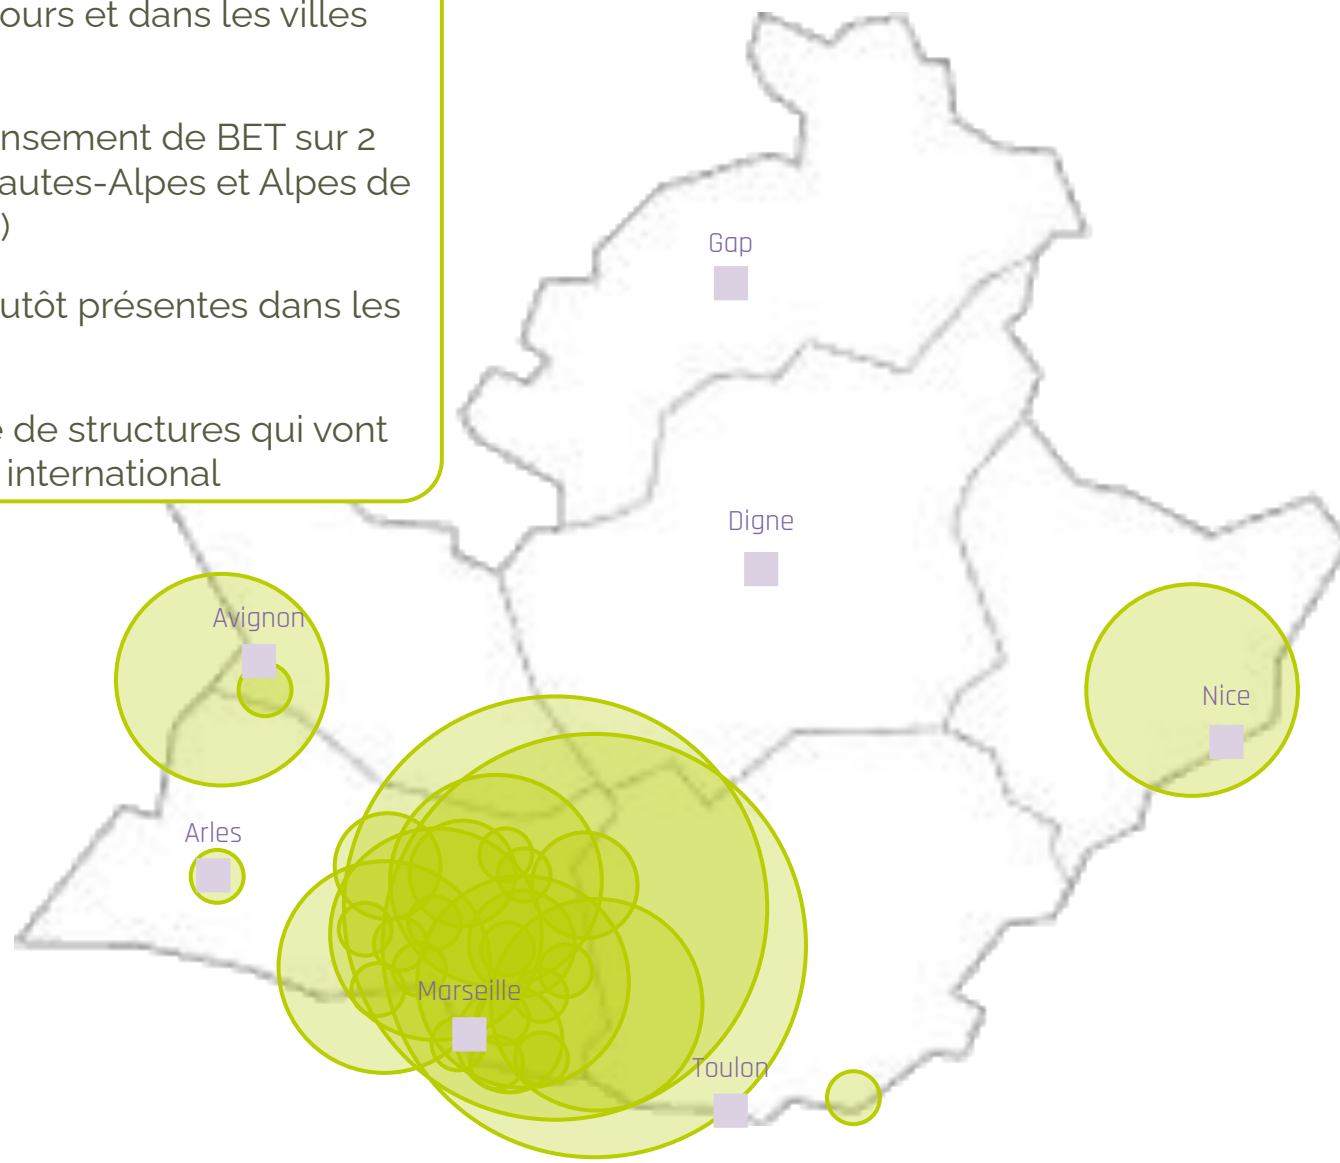 ours et dans les villes
nsement de BET sur 2
autes-Alpes et Alpes de
)
utôt présentes dans les
e de structures qui vont
international
Gap
Digne
Avignon
Nice
Arles
Marseille
Toulon